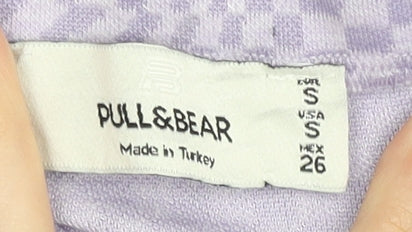 PULL&BEAR
Made in Turkey
EUR
S
USA
S
MEX
26